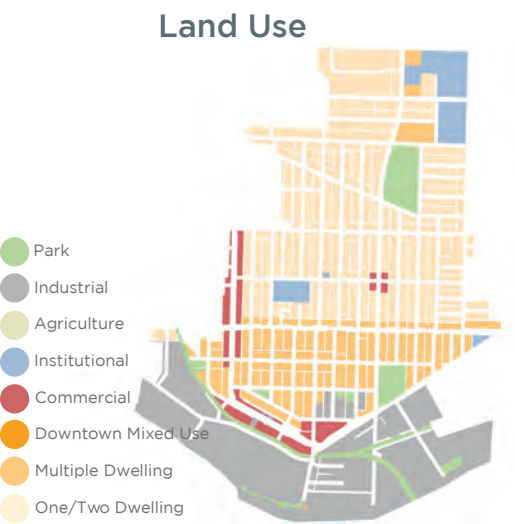 Land Use
Park
Industrial
Agriculture
Institutional
Commercial
Downtown Mixed Use
Multiple Dwelling
One/Two Dwelling